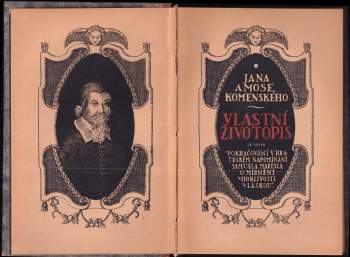 JANA
AMOSE
KOMENSKÉHO
VLASTNÍ
ŽIVOTOPIS
ZE SPISU
"POKRAČOVÁNÍ V BRA
TRSKÉM NAPOMÍNÁNÍ
SAMUELA MARESIA
O MÍRNĚNÍ
HORLIVOSTI
LÁSKOU"